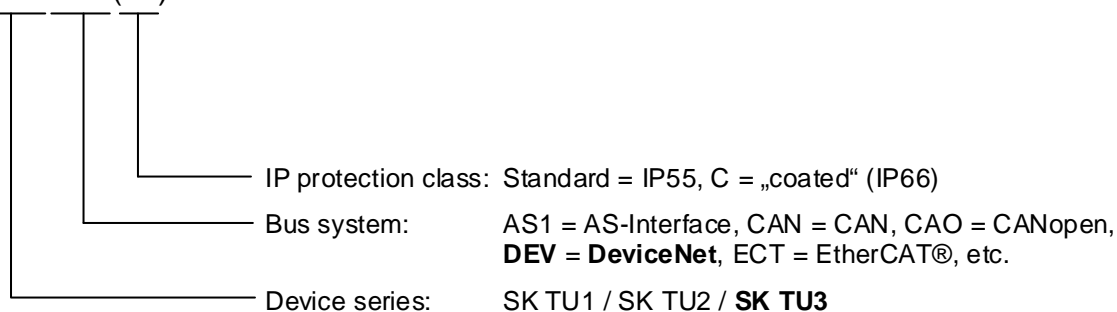 IP protection class: Standard = IP55, C = „coated“ (IP66)
Bus system: AS1 = AS-Interface, CAN = CAN, CAO = CANopen,
DEV = DeviceNet, ECT = EtherCAT®, etc.
Device series: SK TU1 / SK TU2 / SK TU3